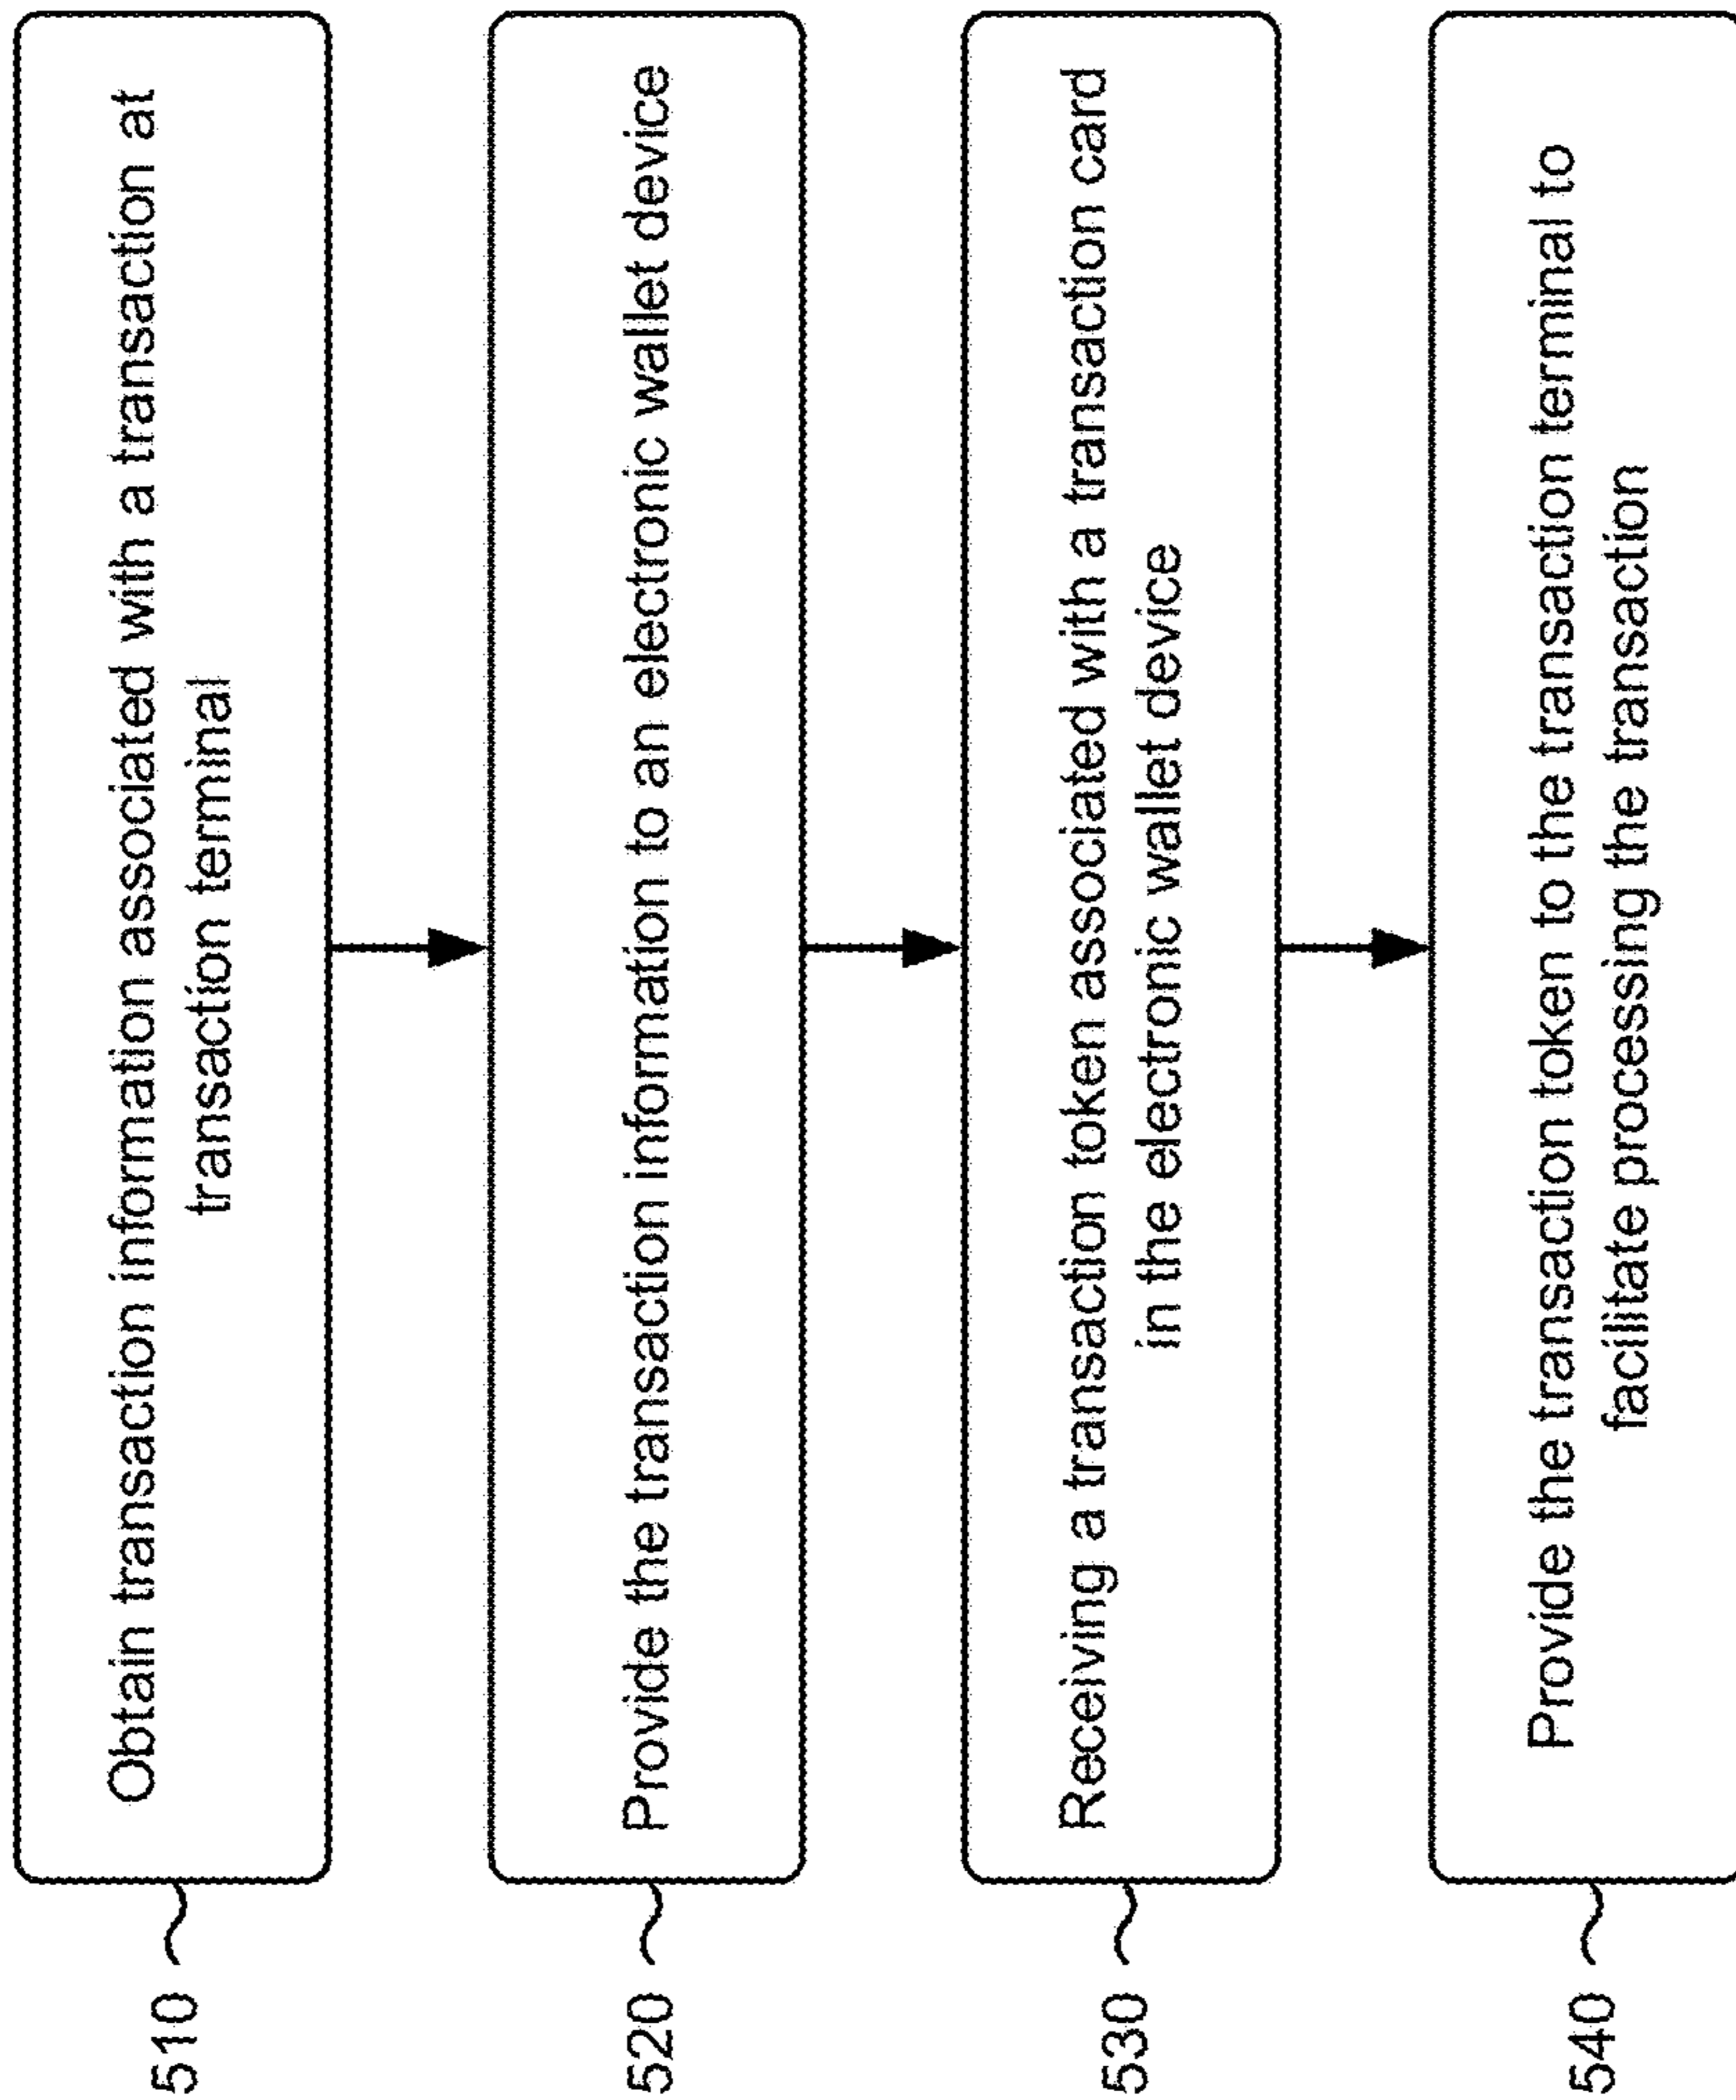 510
Obtain transaction information associated with a transaction at
transaction terminal
520
Provide the transaction information to an electronic wallet device
530
Receiving a transaction token associated with a transaction card
in the electronic wallet device
540
Provide the transaction token to the transaction terminal to
facilitate processing the transaction